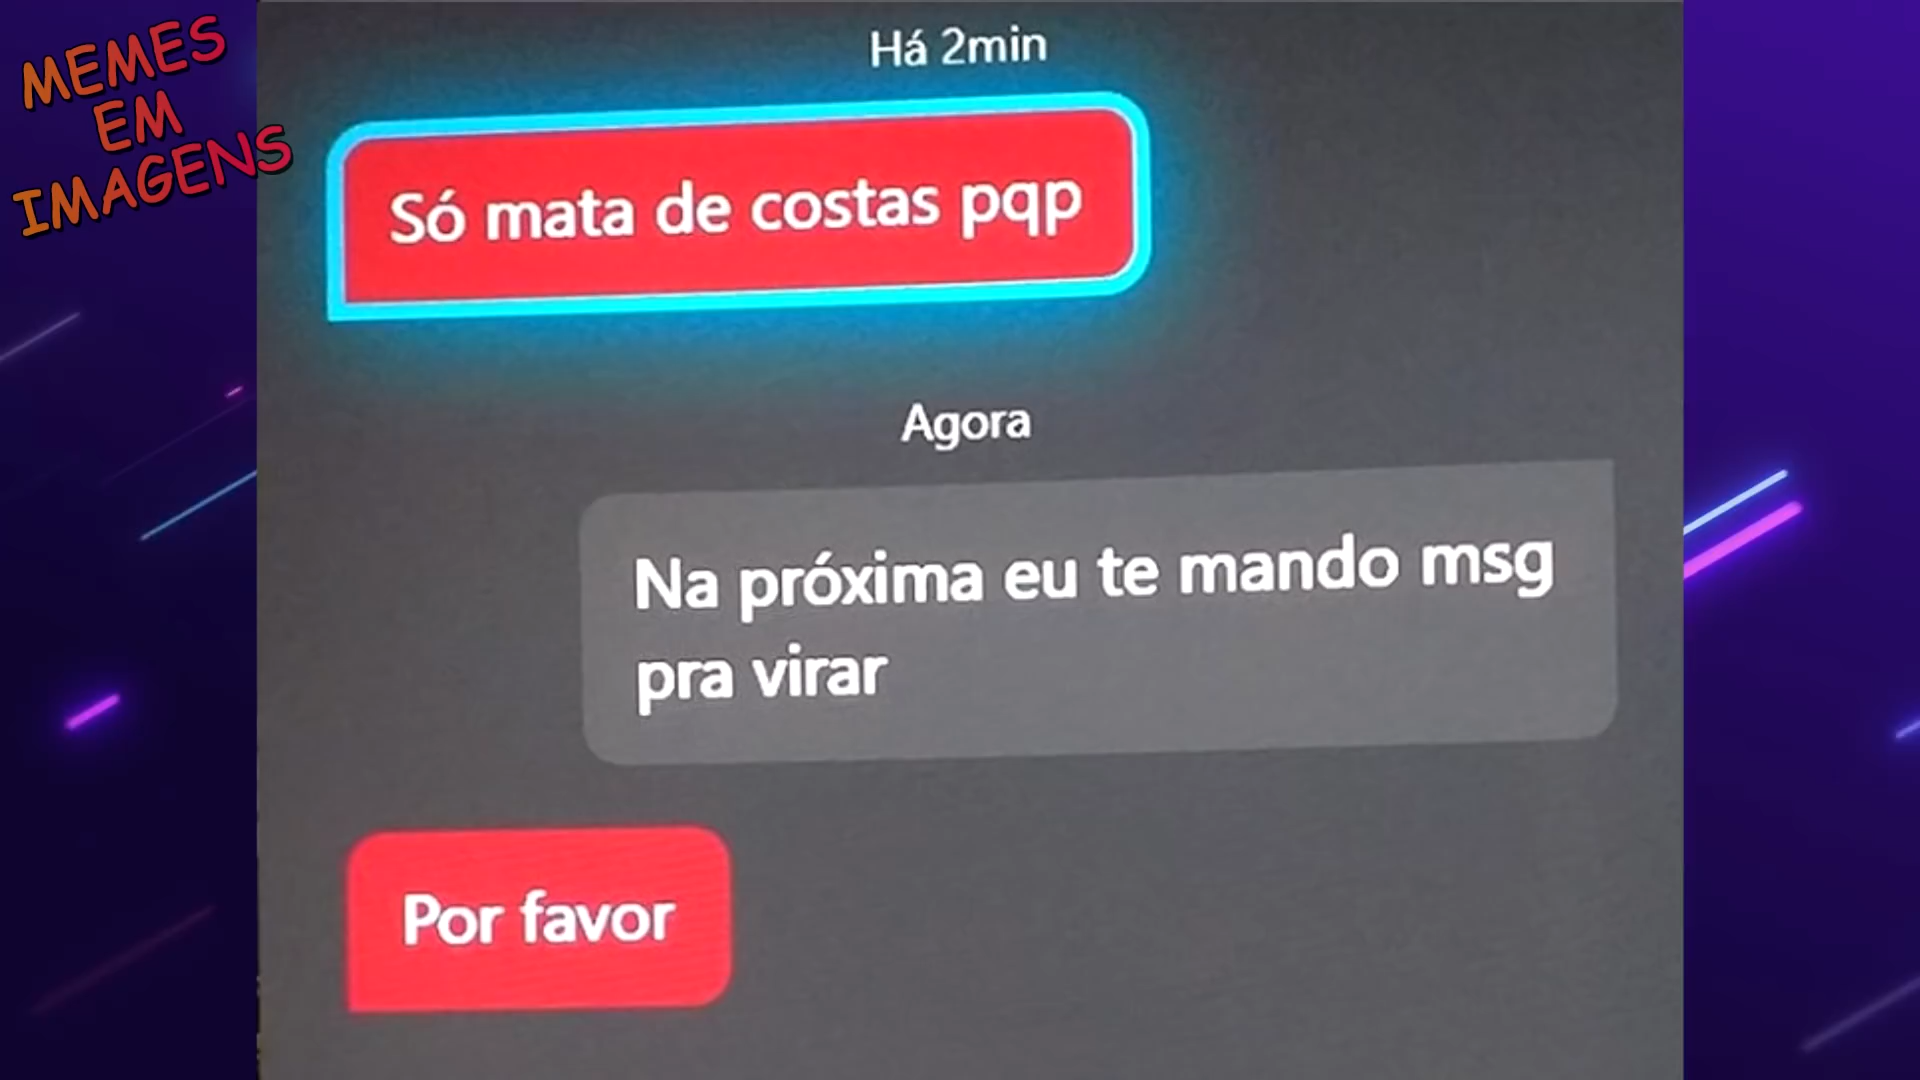 MEMES
EM
IMAGENS
Há 2min
Só mata de costas pqp
Agora
Na próxima eu te mando msg
pra virar
Por favor